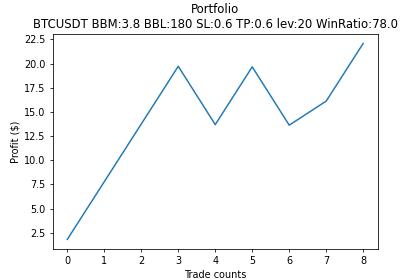 Portfolio
BTCUSDT BBM:3.8 BBL:180 SL:0.6 TP:0.6 lev:20 WinRatio:78.0
22.5
20.0
17.5
15.0
12.5
10.0
7.5
5.0
2.5
Profit ($)
0 1 2 3 4 5 6 7 8
Trade counts